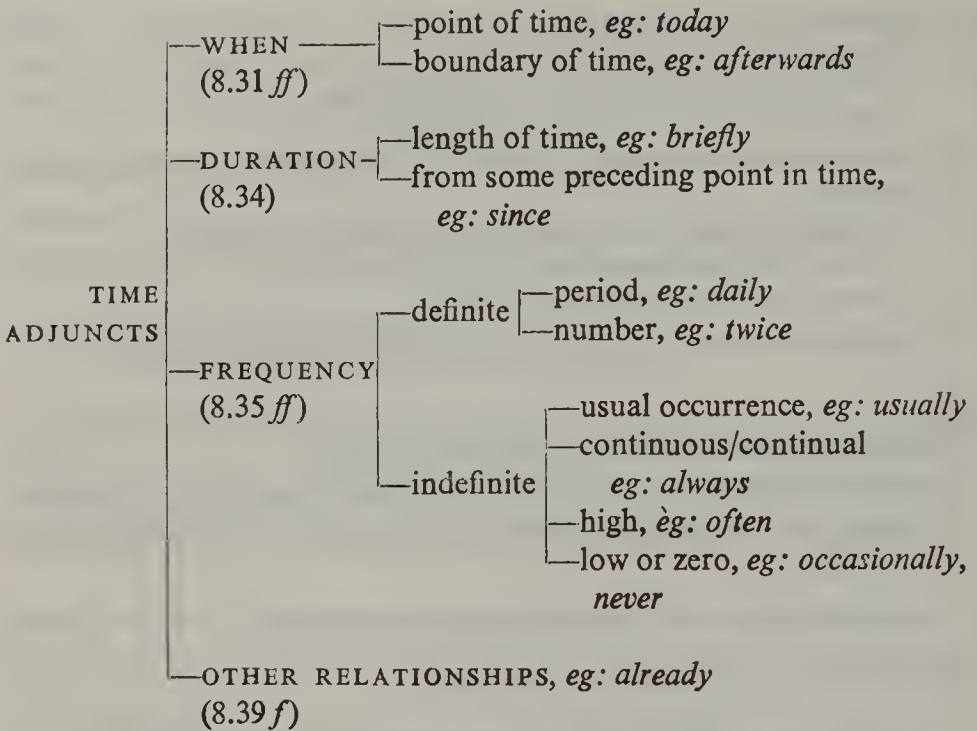 WHEN
point of time, eg: today
boundary of time, eg: afterwards
(8.31 ff)
DURATION
length of time, eg: briefly
(8.34)
from some preceding point in time,
eg: since
TIME
ADJUNCTS
FREQUENCY
(8.35 ff)
definite
period, eg: daily
number, eg: twice
indefinite
usual occurrence, eg: usually
continuous/continual
eg: always
high, èg: often
low or zero, eg: occasionally,
never
OTHER RELATIONSHIPS, eg: already
(8.39 f)